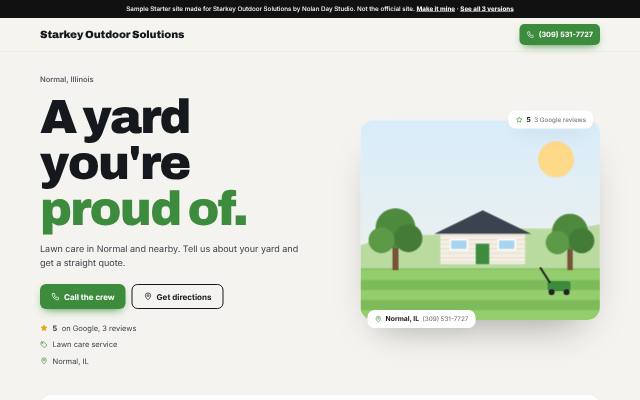 Sample Starter site made for Starkey Outdoor Solutions by Nolan Day Studio. Not the official site. Make it mine · See all 3 versions
Starkey Outdoor Solutions
(309) 531-7727
Normal, Illinois
A yard
you're
proud of.
Lawn care in Normal and nearby. Tell us about your yard and
get a straight quote.
Call the crew
Get directions
5 on Google, 3 reviews
Lawn care service
Normal, IL
5 3 Google reviews
Normal, IL (309) 531-7727